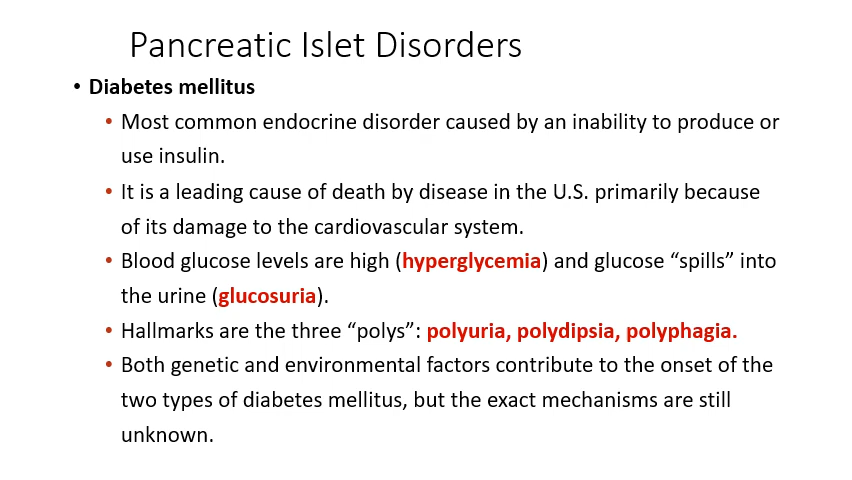 Pancreatic Islet Disorders
• Diabetes mellitus
• Most common endocrine disorder caused by an inability to produce or
use insulin.
• It is a leading cause of death by disease in the U.S. primarily because
of its damage to the cardiovascular system.
• Blood glucose levels are high (hyperglycemia) and glucose “spills” into
the urine (glucosuria).
• Hallmarks are the three “polys”: polyuria, polydipsia, polyphagia.
• Both genetic and environmental factors contribute to the onset of the
two types of diabetes mellitus, but the exact mechanisms are still
unknown.